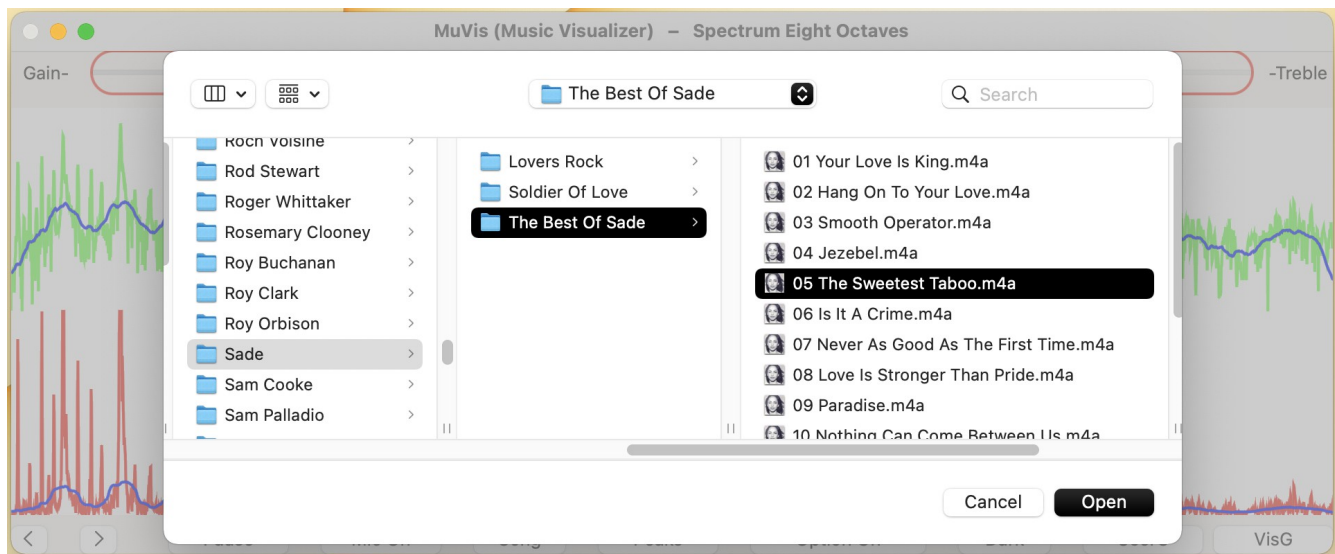 MuVis (Music Visualizer) – Spectrum Eight Octaves
Gain-
-Treble
The Best Of Sade
Search
Roch Voisine
Rod Stewart
Roger Whittaker
Rosemary Clooney
Roy Buchanan
Roy Clark
Roy Orbison
Sade
Sam Cooke
Sam Palladio
Lovers Rock
Soldier Of Love
The Best Of Sade
01 Your Love Is King.m4a
02 Hang On To Your Love.m4a
03 Smooth Operator.m4a
04 Jezebel.m4a
05 The Sweetest Taboo.m4a
06 Is It A Crime.m4a
07 Never As Good As The First Time.m4a
08 Love Is Stronger Than Pride.m4a
09 Paradise.m4a
10 Nothing Can Come Between Us.m4a
Cancel
Open
VisG